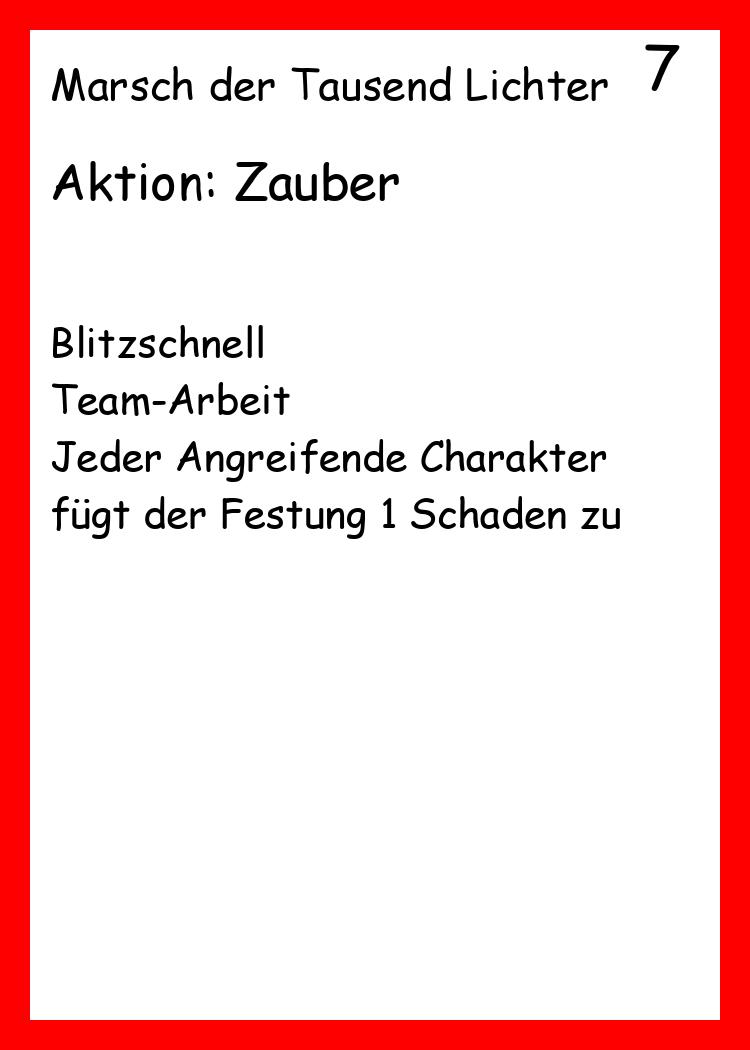 Marsch der Tausend Lichter 7
Aktion: Zauber
Blitzschnell
Team-Arbeit
Jeder Angreifende Charakter
fügt der Festung 1 Schaden zu